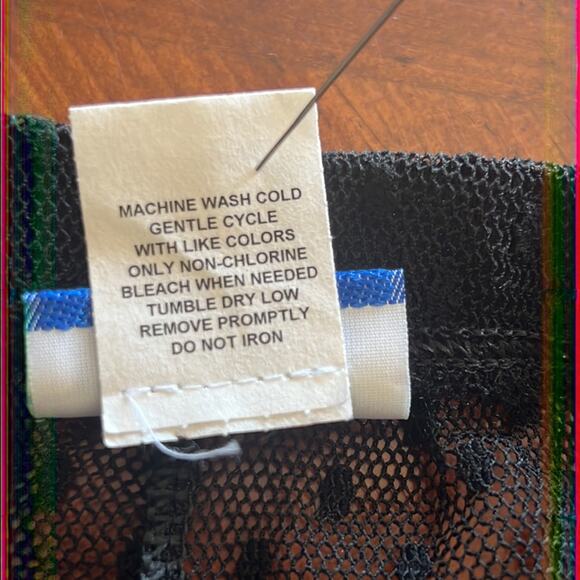 MACHINE WASH COLD
GENTLE CYCLE
WITH LIKE COLORS
ONLY NON-CHLORINE
BLEACH WHEN NEEDED
TUMBLE DRY LOW
REMOVE PROMPTLY
DO NOT IRON